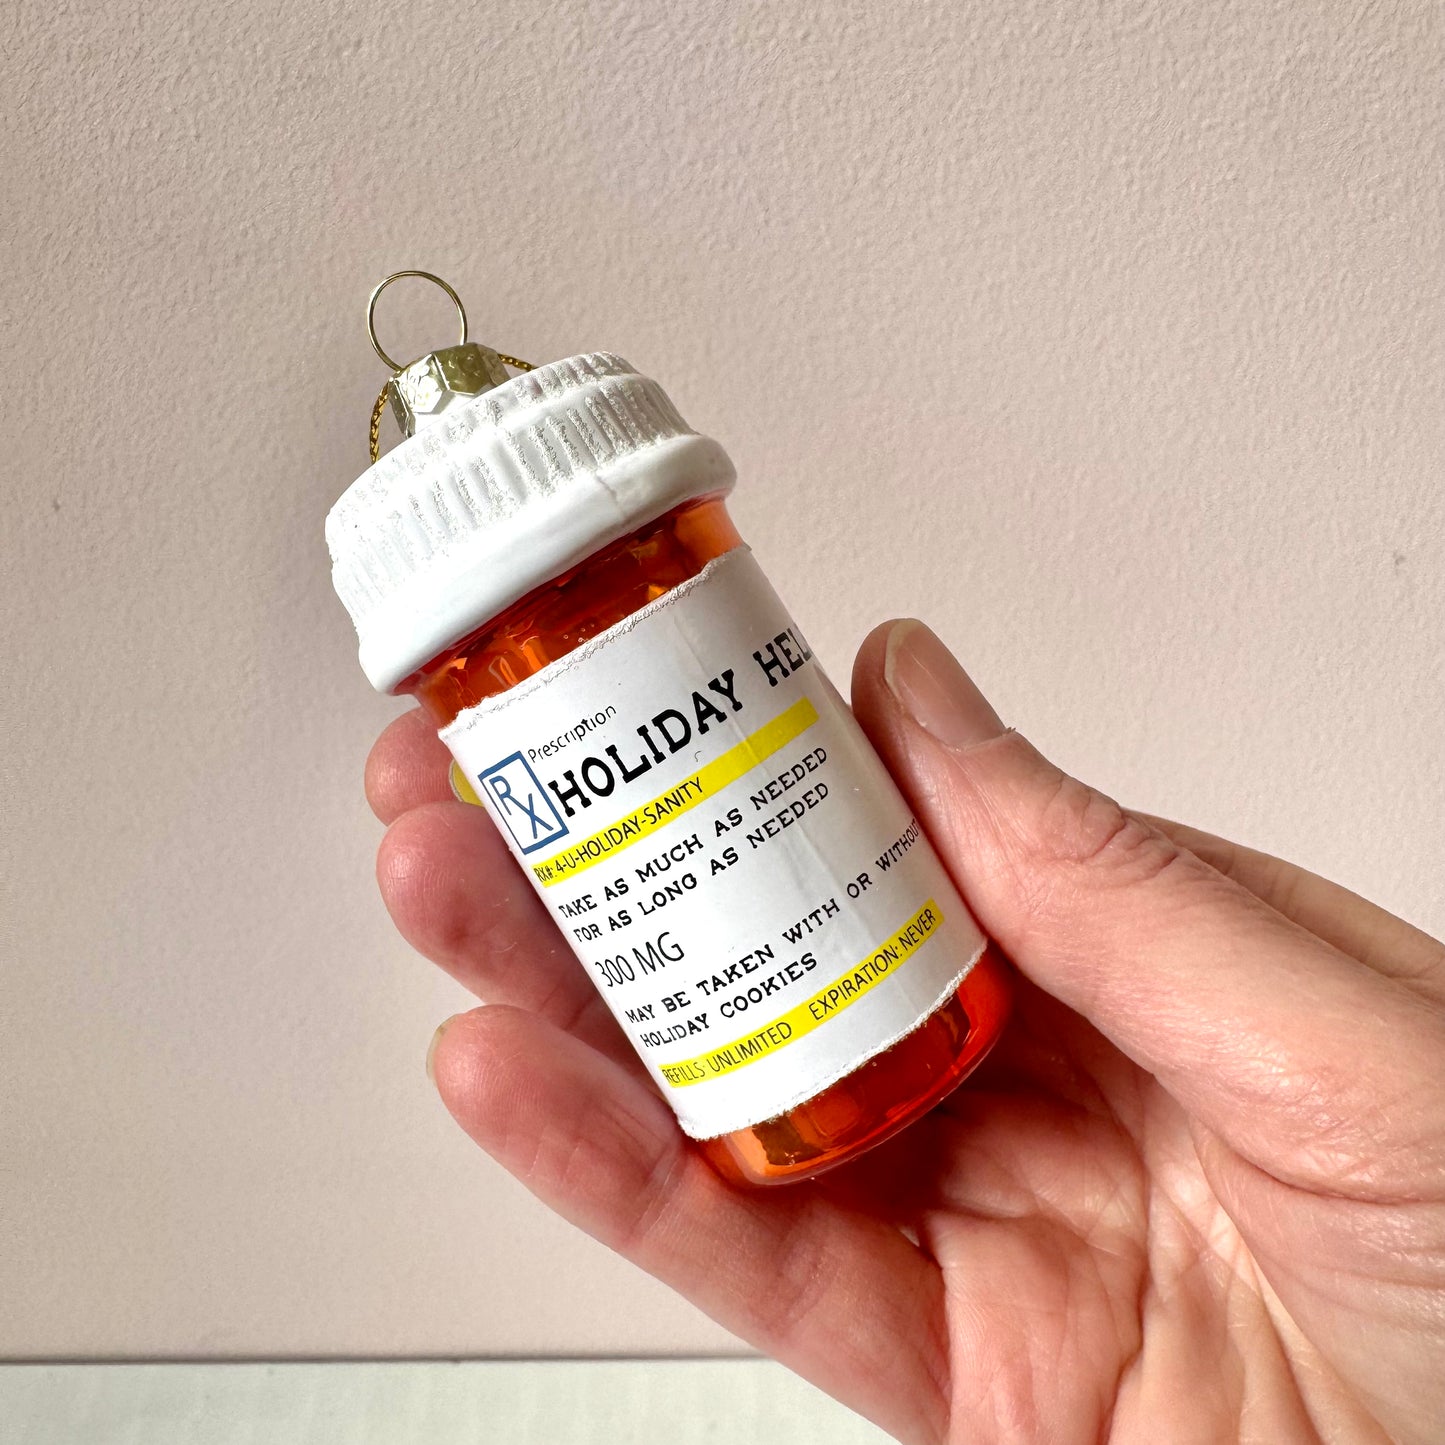 Rx
Prescription
HOLIDAY HEL
RX#: 4-U-HOLIDAY-SANITY
TAKE AS MUCH AS NEEDED
FOR AS LONG AS NEEDED
300 MG
MAY BE TAKEN WITH OR WITHOUT
HOLIDAY COOKIES
REFILLS: UNLIMITED EXPIRATION: NEVER